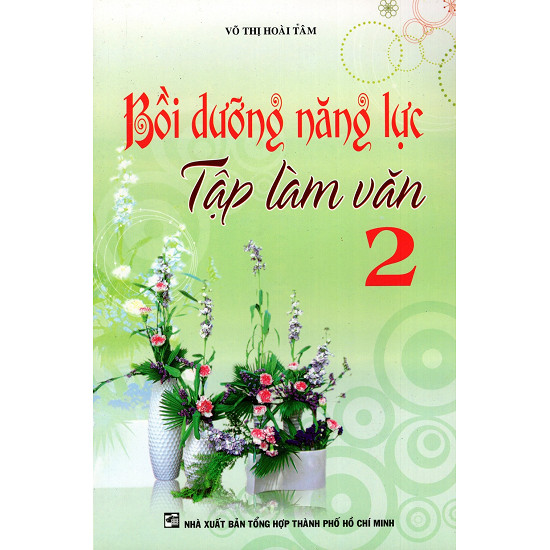 VÕ THỊ HOÀI TÂM
Bồi dưỡng năng lực
Tập làm văn
2
NHÀ XUẤT BẢN TỔNG HỢP THÀNH PHỐ HỒ CHÍ MINH